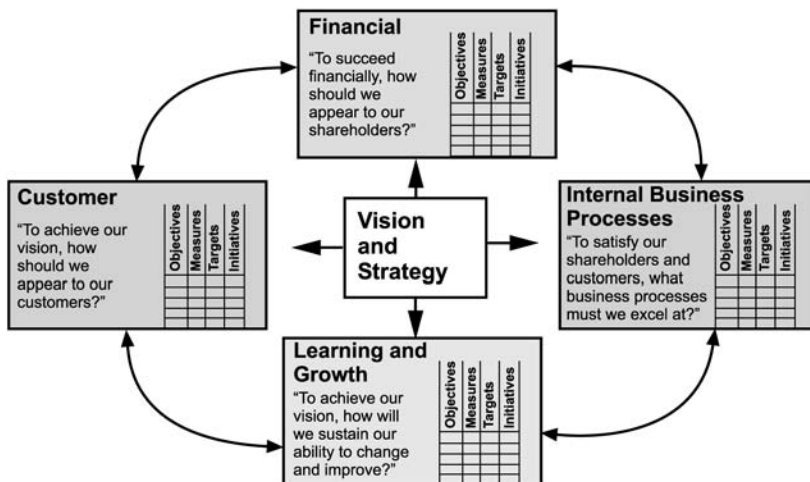 Financial
“To succeed
financially, how
should we
appear to our
shareholders?”
Objectives
Measures
Targets
Initiatives
Customer
“To achieve our
vision, how
should we
appear to our
customers?”
Objectives
Measures
Targets
Initiatives
Vision
and
Strategy
Internal Business
Processes
“To satisfy our
shareholders and
customers, what
business processes
must we excel at?”
Objectives
Measures
Targets
Initiatives
Learning and
Growth
“To achieve our
vision, how will
we sustain our
ability to change
and improve?”
Objectives
Measures
Targets
Initiatives